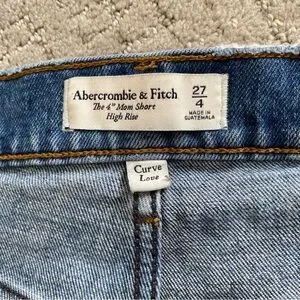 Abercrombie & Fitch
The 4" Mom Short
High Rise
27
4
MADE IN
GUATEMALA
Curve
Love